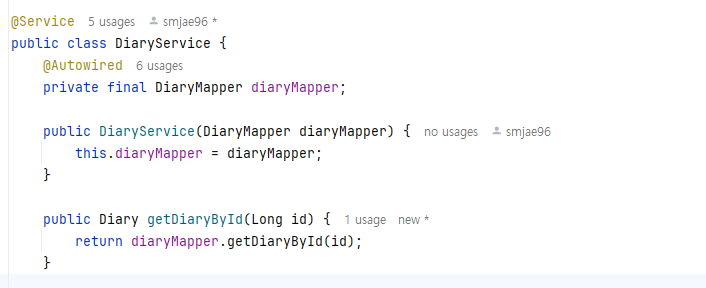 @Service 5 usages smjae96 *
public class DiaryService {
@Autowired 6 usages
private final DiaryMapper diaryMapper;
public DiaryService(DiaryMapper diaryMapper) { no usages smjae96
this.diaryMapper = diaryMapper;
}
public Diary getDiaryById(Long id) { 1 usage new *
return diaryMapper.getDiaryById(id);
}